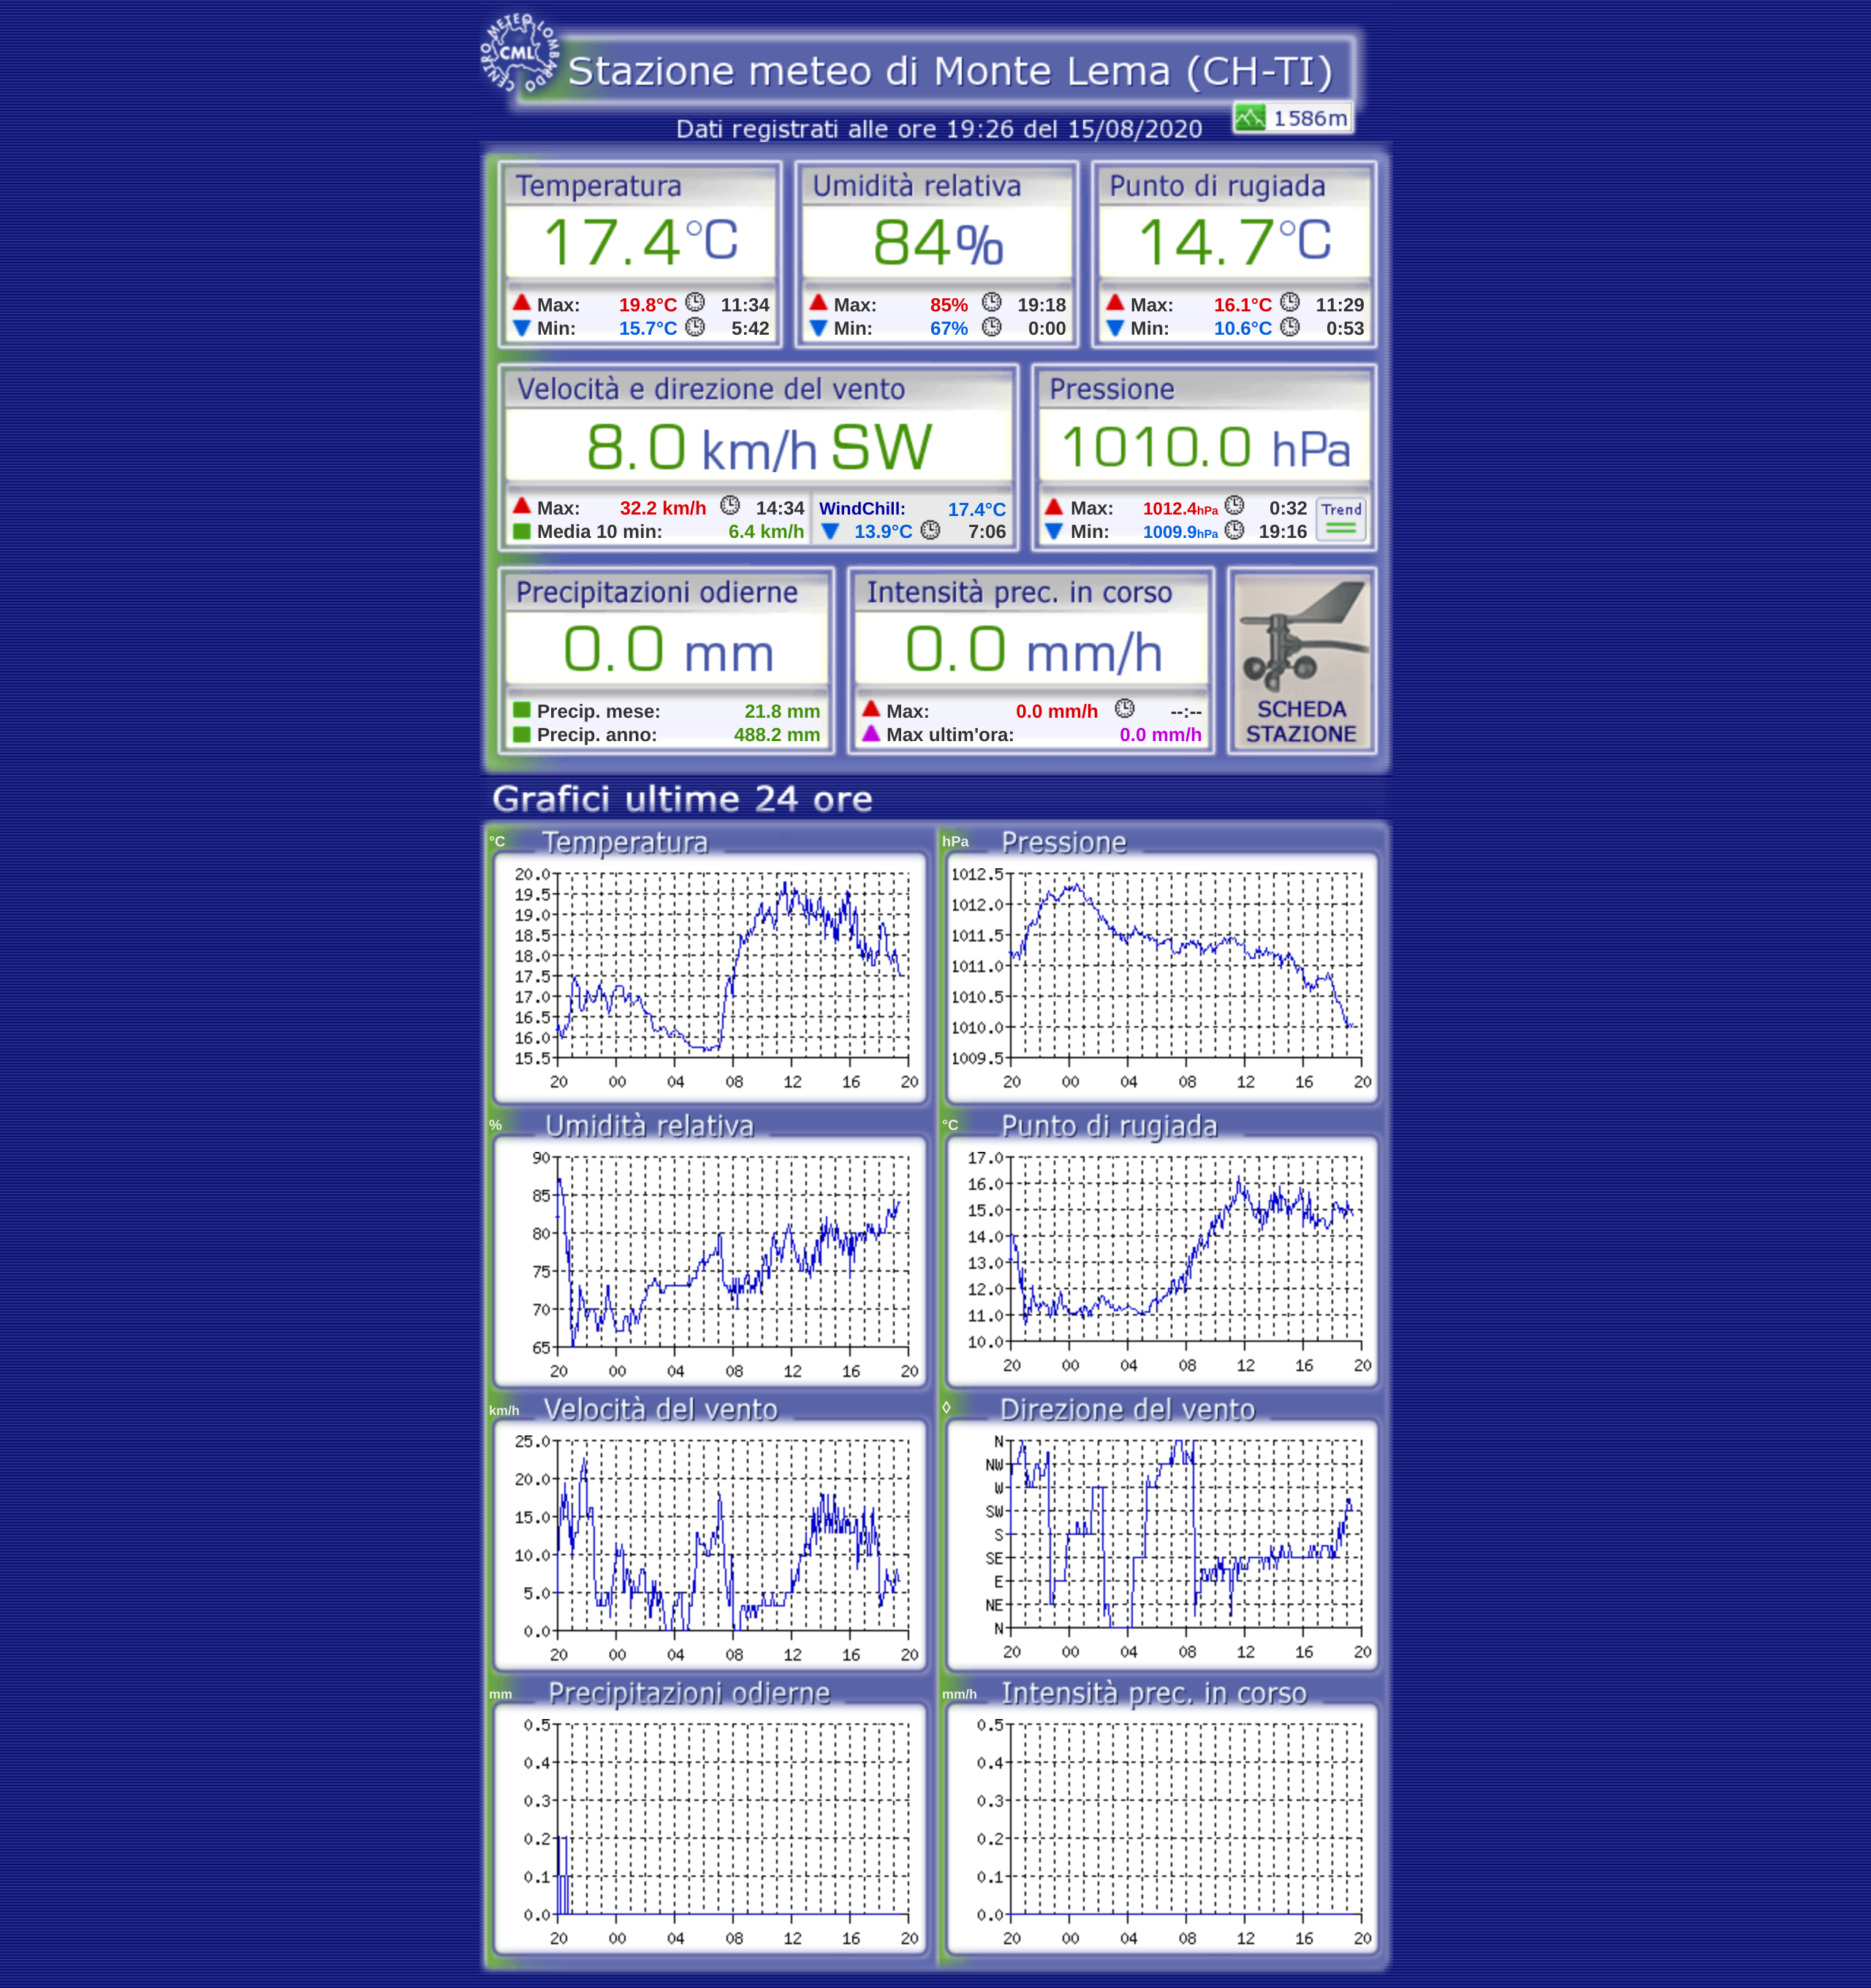 CENTRO METEO LOMBARDO
CML
Stazione meteo di Monte Lema (CH-TI)
1586m
Dati registrati alle ore 19:26 del 15/08/2020
Temperatura
17.4°C
Max: 19.8°C 11:34
Min: 15.7°C 5:42
Umidità relativa
84%
Max: 85% 19:18
Min: 67% 0:00
Punto di rugiada
14.7°C
Max: 16.1°C 11:29
Min: 10.6°C 0:53
Velocità e direzione del vento
8.0 km/h SW
Max: 32.2 km/h 14:34
Media 10 min: 6.4 km/h
WindChill: 17.4°C
13.9°C 7:06
Pressione
1010.0 hPa
Max: 1012.4hPa 0:32
Min: 1009.9hPa 19:16
Trend
Precipitazioni odierne
0.0 mm
Precip. mese: 21.8 mm
Precip. anno: 488.2 mm
Intensità prec. in corso
0.0 mm/h
Max: 0.0 mm/h --:--
Max ultim'ora: 0.0 mm/h
SCHEDA
STAZIONE
Grafici ultime 24 ore
°C Temperatura
20.0
19.5
19.0
18.5
18.0
17.5
17.0
16.5
16.0
15.5
20 00 04 08 12 16 20
hPa Pressione
1012.5
1012.0
1011.5
1011.0
1010.5
1010.0
1009.5
20 00 04 08 12 16 20
% Umidità relativa
90
85
80
75
70
65
20 00 04 08 12 16 20
°C Punto di rugiada
17.0
16.0
15.0
14.0
13.0
12.0
11.0
10.0
20 00 04 08 12 16 20
km/h Velocità del vento
25.0
20.0
15.0
10.0
5.0
0.0
20 00 04 08 12 16 20
◊ Direzione del vento
N
NW
W
SW
S
SE
E
NE
N
20 00 04 08 12 16 20
mm Precipitazioni odierne
0.5
0.4
0.3
0.2
0.1
0.0
20 00 04 08 12 16 20
mm/h Intensità prec. in corso
0.5
0.4
0.3
0.2
0.1
0.0
20 00 04 08 12 16 20